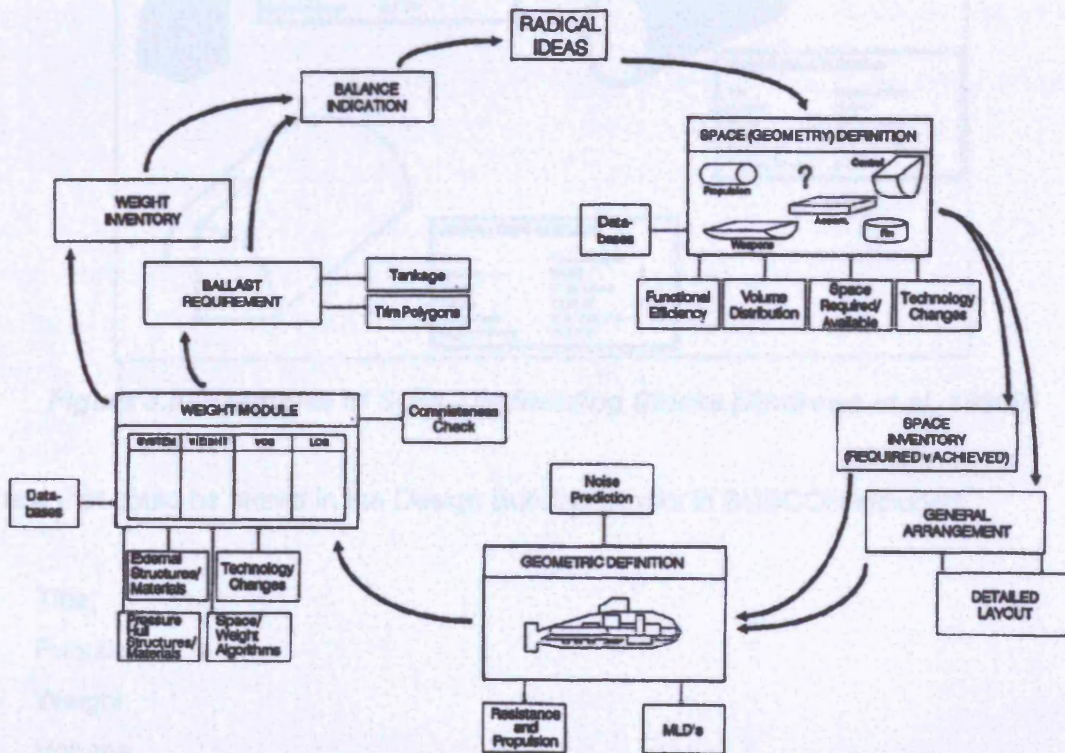 RADICAL
IDEAS
BALANCE
INDICATION
SPACE (GEOMETRY) DEFINITION
Control
Propulsion
?
Accom.
Weapons
Data-
bases
Functional
Efficiency
Volume
Distribution
Space
Required/
Available
Technology
Changes
WEIGHT
INVENTORY
BALLAST
REQUIREMENT
Tankage
Trim Polygons
WEIGHT MODULE
SYSTEM
WEIGHT
VCG
LCG
Completeness
Check
Data-
bases
External
Structures/
Materials
Technology
Changes
Pressure
Hull
Structures/
Materials
Space/
Weight
Algorithms
SPACE
INVENTORY
(REQUIRED v ACHIEVED)
GENERAL
ARRANGEMENT
DETAILED
LAYOUT
Noise
Prediction
GEOMETRIC DEFINITION
Resistance
and
Propulsion
MLD's